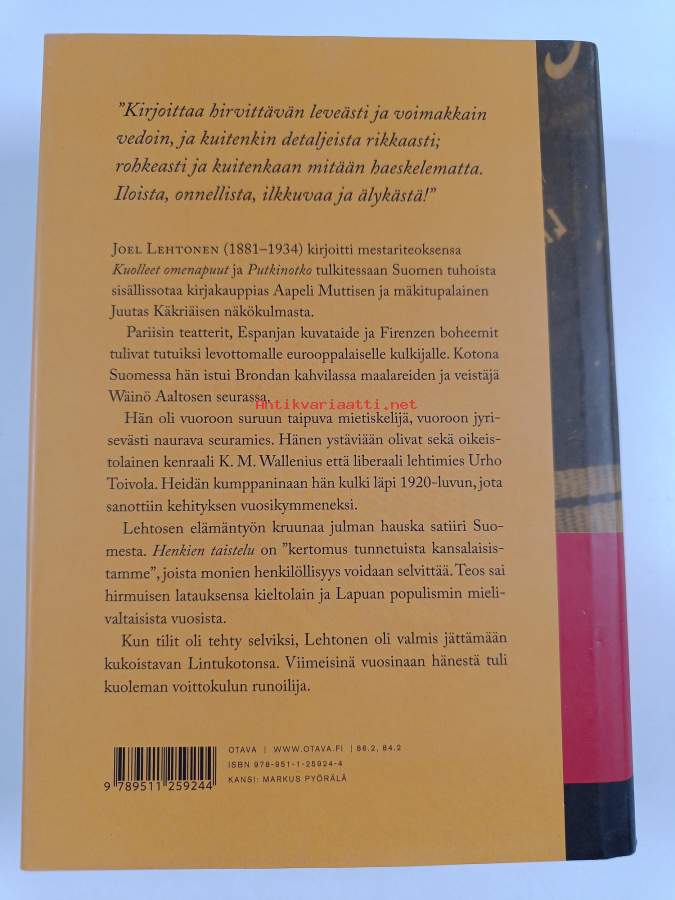 "Kirjoittaa hirvittävän leveästi ja voimakkain
vedoin, ja kuitenkin detaljeista rikkaasti;
rohkeasti ja kuitenkaan mitään haeskelematta.
Iloista, onnellista, ilkkuvaa ja älykästä!"
JOEL LEHTONEN (1881–1934) kirjoitti mestariteoksensa
Kuolleet omenapuut ja Putkinotko tulkitessaan Suomen tuhoista
sisällissotaa kirjakauppias Aapeli Muttisen ja mäkitupalainen
Juutas Käkriäisen näkökulmasta.
Pariisin teatterit, Espanjan kuvataide ja Firenzen boheemit
tulivat tutuiksi levottomalle eurooppalaiselle kulkijalle. Kotona
Suomessa hän istui Brondan kahvilassa maalareiden ja veistäjä
Wäinö Aaltosen seurassa.
Antikvariaatti.net
Hän oli vuoroon suruun taipuva mietiskelijä, vuoroon jyri-
sevästi naurava seuramies. Hänen ystäviään olivat sekä oikeis-
tolainen kenraali K. M. Wallenius että liberaali lehtimies Urho
Toivola. Heidän kumppaninaan hän kulki läpi 1920-luvun, jota
sanottiin kehityksen vuosikymmeneksi.
Lehtosen elämäntyön kruunaa julman hauska satiiri Suo-
mesta. Henkien taistelu on "kertomus tunnetuista kansalaisis-
tamme", joista monien henkilöllisyys voidaan selvittää. Teos sai
hirmuisen latauksensa kieltolain ja Lapuan populismin mieli-
valtaisista vuosista.
Kun tilit oli tehty selviksi, Lehtonen oli valmis jättämään
kukoistavan Lintukotonsa. Viimeisinä vuosinaan hänestä tuli
kuoleman voittokulun runoilija.
OTAVA | WWW.OTAVA.FI | 86.2, 84.2
ISBN 978-951-1-25924-4
KANSI: MARKUS PYÖRÄLÄ
9 789511 259244